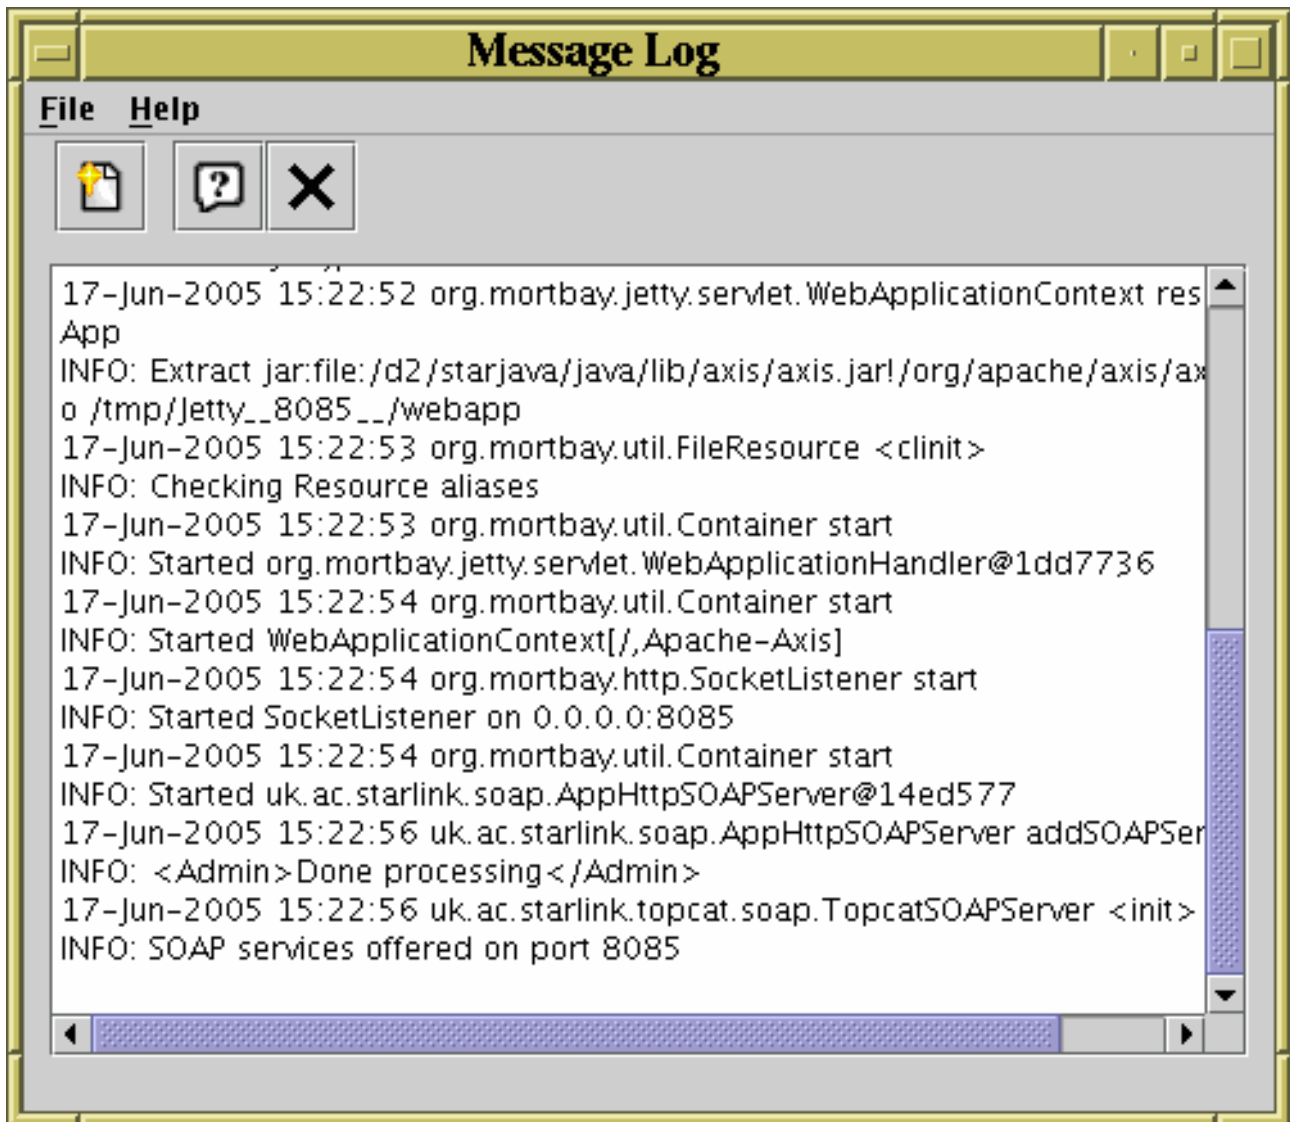 Message Log
File Help
17-Jun-2005 15:22:52 org.mortbay.jetty.servlet.WebApplicationContext res
App
INFO: Extract jar:file:/d2/starjava/java/lib/axis/axis.jar!/org/apache/axis/ax
o /tmp/Jetty__8085__/webapp
17-Jun-2005 15:22:53 org.mortbay.util.FileResource <clinit>
INFO: Checking Resource aliases
17-Jun-2005 15:22:53 org.mortbay.util.Container start
INFO: Started org.mortbay.jetty.servlet.WebApplicationHandler@1dd7736
17-Jun-2005 15:22:54 org.mortbay.util.Container start
INFO: Started WebApplicationContext[/,Apache-Axis]
17-Jun-2005 15:22:54 org.mortbay.http.SocketListener start
INFO: Started SocketListener on 0.0.0.0:8085
17-Jun-2005 15:22:54 org.mortbay.util.Container start
INFO: Started uk.ac.starlink.soap.AppHttpSOAPServer@14ed577
17-Jun-2005 15:22:56 uk.ac.starlink.soap.AppHttpSOAPServer addSOAPSer
INFO: <Admin>Done processing</Admin>
17-Jun-2005 15:22:56 uk.ac.starlink.topcat.soap.TopcatSOAPServer <init>
INFO: SOAP services offered on port 8085